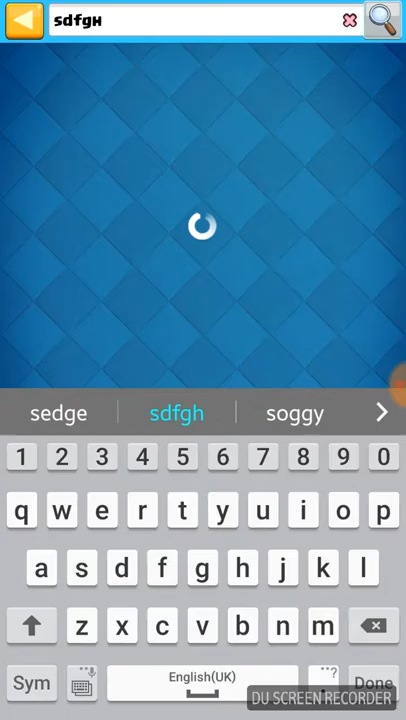 sdfgh
sedge sdfgh soggy
1 2 3 4 5 6 7 8 9 0
q w e r t y u i o p
a s d f g h j k l
z x c v b n m
Sym English(UK) ...? . Done
DU SCREEN RECORDER